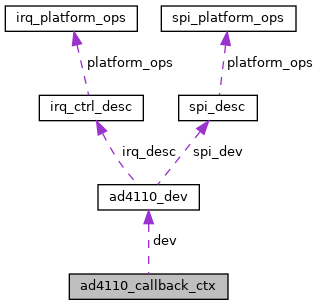 irq_platform_ops
spi_platform_ops
platform_ops
platform_ops
irq_ctrl_desc
spi_desc
irq_desc
spi_dev
ad4110_dev
dev
ad4110_callback_ctx